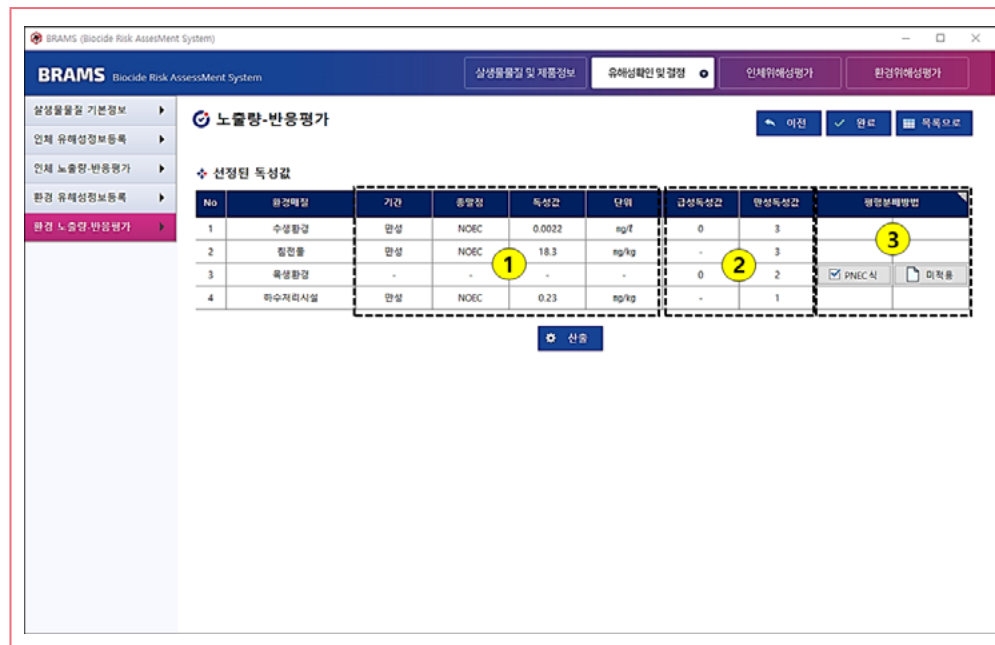 BRAMS (Biocide Risk AssesMent System)
BRAMS Biocide Risk AssessMent System
살생물물질 및 제품정보 유해성확인 및 결정 인체위해성평가 환경위해성평가
살생물물질 기본정보
인체 유해성정보등록
인체 노출량-반응평가
환경 유해성정보등록
환경 노출량-반응평가
노출량-반응평가
이전 완료 목록으로
선정된 독성값
No 환경매질 기간 종말점 독성값 단위 급성독성값 만성독성값 평형분배방법
1 수생환경 만성 NOEC 0.0022 mg/ℓ 0 3
2 침전물 만성 NOEC 18.3 mg/kg - 3
3 육생환경 - - - - 0 2 PNEC 식 미적용
4 하수처리시설 만성 NOEC 0.23 mg/kg - 1
1 2 3
산출